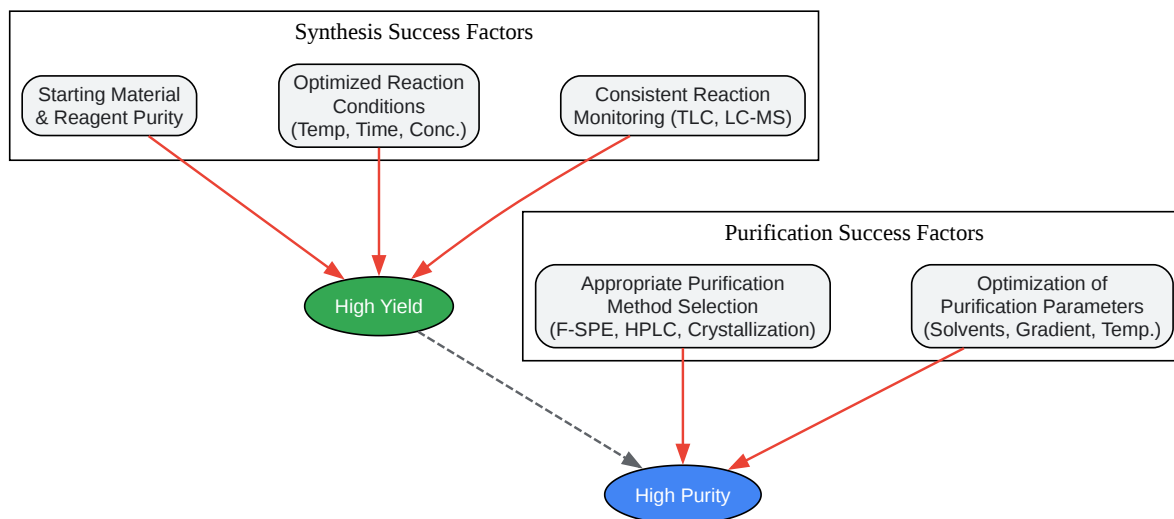 Synthesis Success Factors
Starting Material
& Reagent Purity
Optimized Reaction
Conditions
(Temp, Time, Conc.)
Consistent Reaction
Monitoring (TLC, LC-MS)
Purification Success Factors
High Yield
Appropriate Purification
Method Selection
(F-SPE, HPLC, Crystallization)
Optimization of
Purification Parameters
(Solvents, Gradient, Temp.)
High Purity